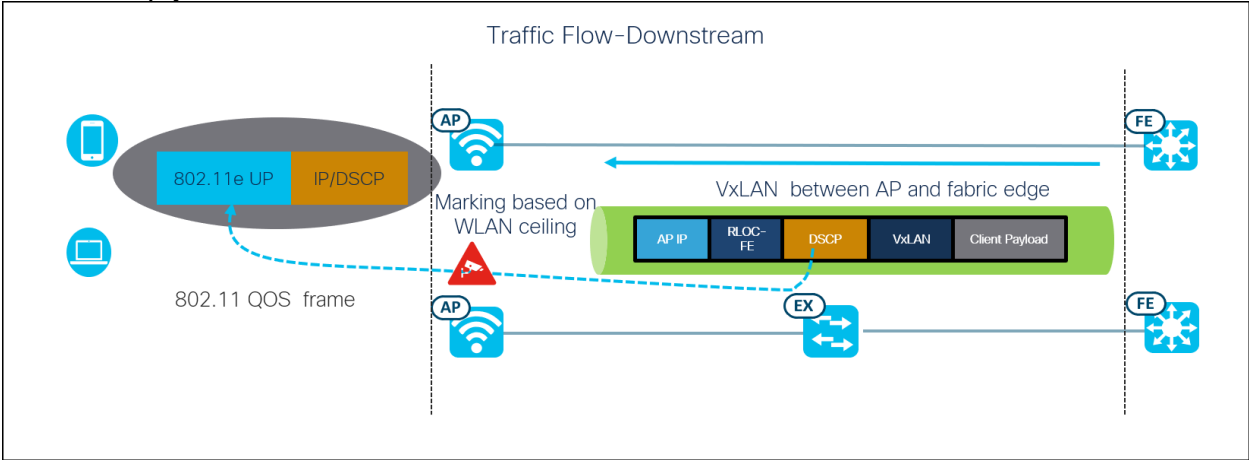 Traffic Flow-Downstream
AP
FE
802.11e UP
IP/DSCP
Marking based on
WLAN ceiling
VxLAN between AP and fabric edge
AP IP
RLOC-
FE
DSCP
VxLAN
Client Payload
802.11 QOS frame
AP
EX
FE